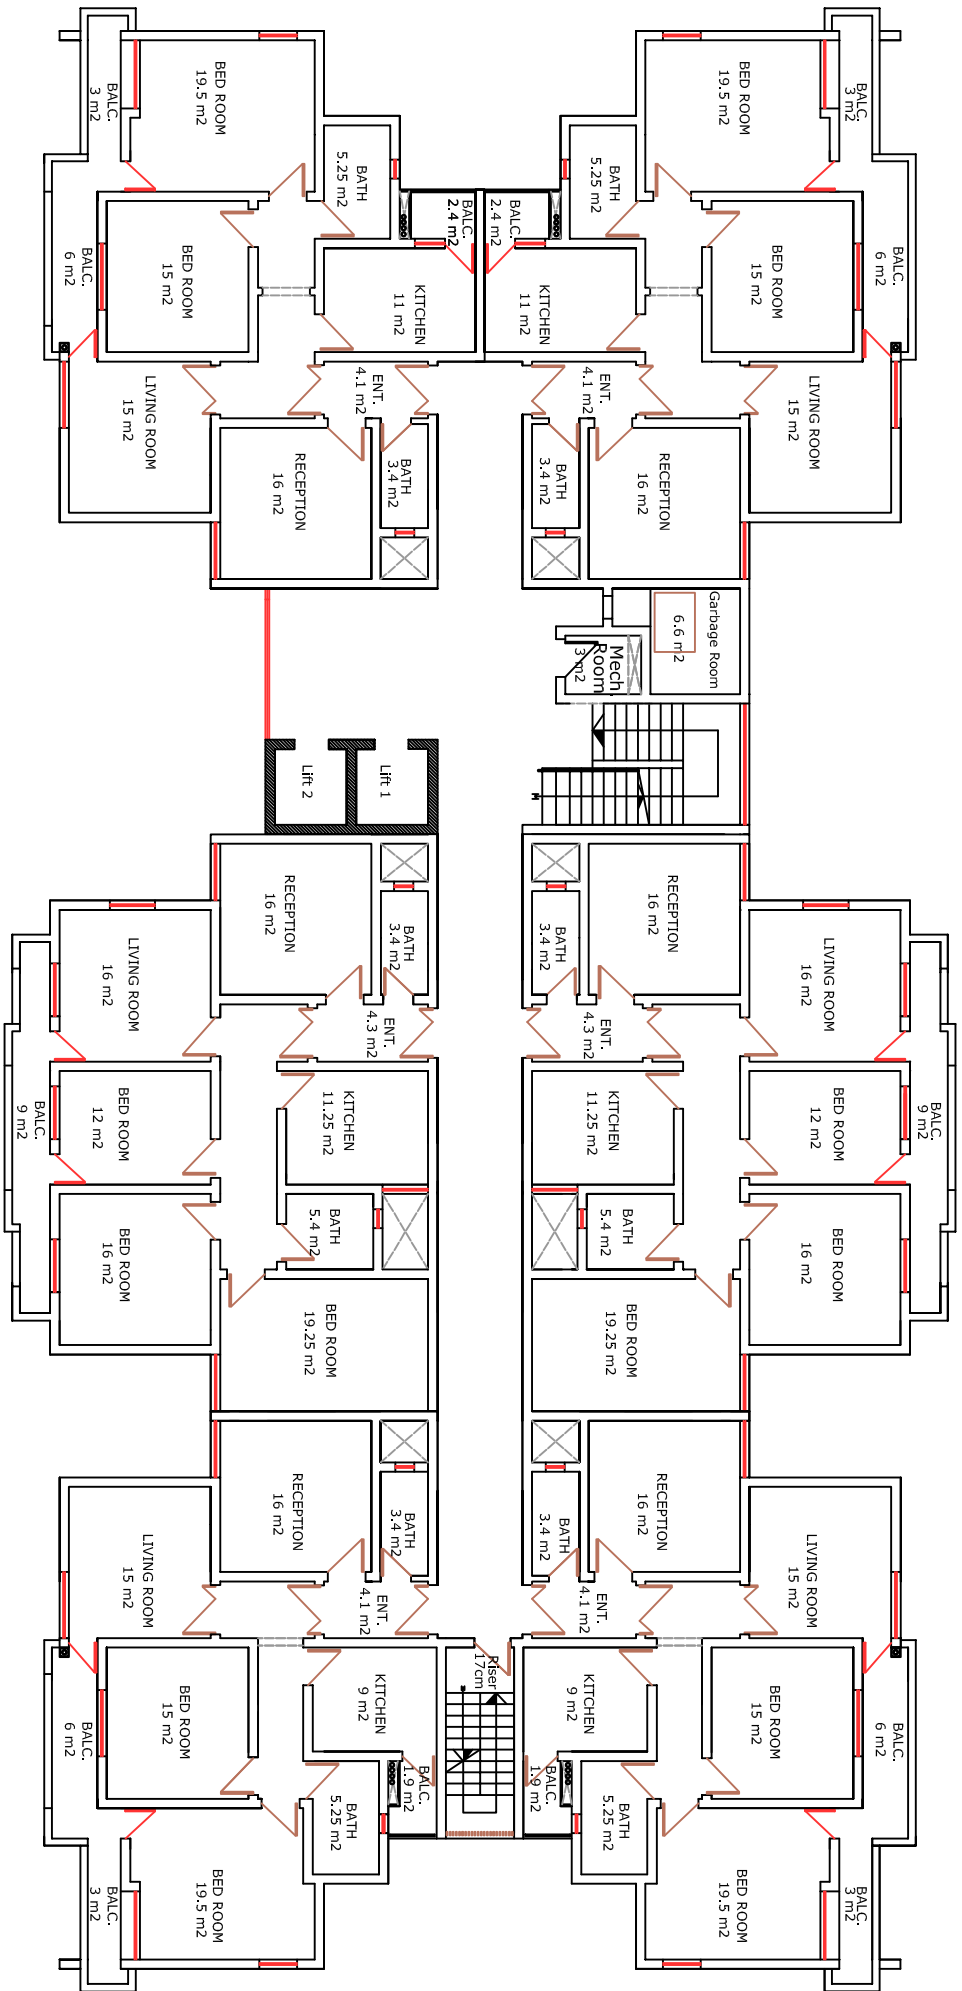 BALC.
3 m2
BED ROOM
19.5 m2
BED ROOM
19.5 m2
BALC.
3 m2
BATH
5.25 m2
BATH
5.25 m2
BALC.
2.4 m2
BALC.
2.4 m2
BALC.
6 m2
BED ROOM
15 m2
BED ROOM
15 m2
BALC.
6 m2
KITCHEN
11 m2
KITCHEN
11 m2
ENT.
4.1 m2
ENT.
4.1 m2
LIVING ROOM
15 m2
LIVING ROOM
15 m2
RECEPTION
16 m2
BATH
3.4 m2
BATH
3.4 m2
RECEPTION
16 m2
Garbage Room
6.6 m2
Mech.
Room
3 m2
Lift 2
Lift 1
H
RECEPTION
16 m2
BATH
3.4 m2
BATH
3.4 m2
RECEPTION
16 m2
LIVING ROOM
16 m2
LIVING ROOM
16 m2
ENT.
4.3 m2
ENT.
4.3 m2
BALC.
9 m2
BED ROOM
12 m2
KITCHEN
11.25 m2
KITCHEN
11.25 m2
BED ROOM
12 m2
BALC.
9 m2
BED ROOM
16 m2
BATH
5.4 m2
BATH
5.4 m2
BED ROOM
16 m2
BED ROOM
19.25 m2
BED ROOM
19.25 m2
RECEPTION
16 m2
BATH
3.4 m2
BATH
3.4 m2
RECEPTION
16 m2
LIVING ROOM
15 m2
LIVING ROOM
15 m2
ENT.
4.1 m2
ENT.
4.1 m2
Riser
17cm
KITCHEN
9 m2
KITCHEN
9 m2
BALC.
6 m2
BED ROOM
15 m2
BED ROOM
15 m2
BALC.
6 m2
BALC.
1.9 m2
BALC.
1.9 m2
BATH
5.25 m2
BATH
5.25 m2
BALC.
3 m2
BED ROOM
19.5 m2
BED ROOM
19.5 m2
BALC.
3 m2